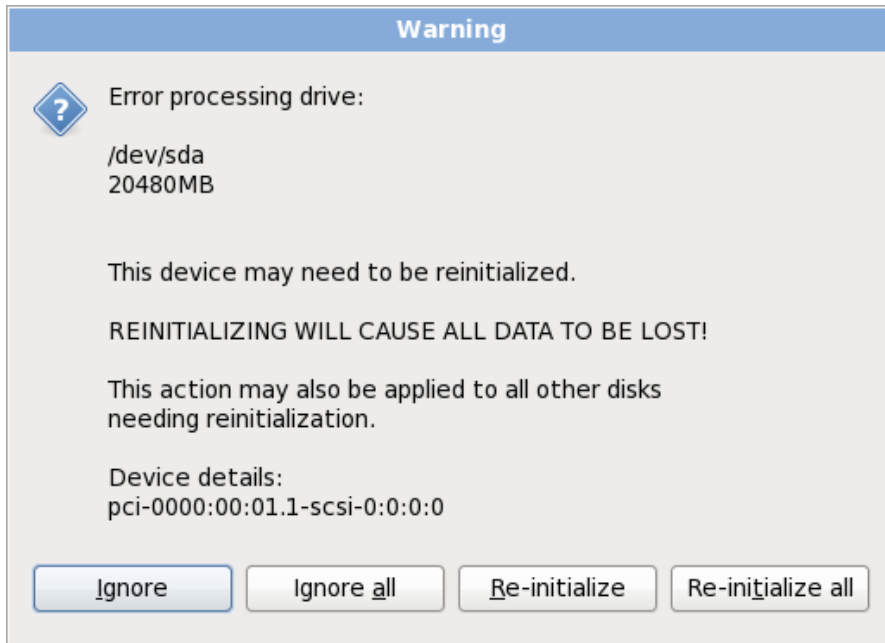 Warning
?
Error processing drive:
/dev/sda
20480MB
This device may need to be reinitialized.
REINITIALIZING WILL CAUSE ALL DATA TO BE LOST!
This action may also be applied to all other disks
needing reinitialization.
Device details:
pci-0000:00:01.1-scsi-0:0:0:0
Ignore
Ignore all
Re-initialize
Re-initialize all